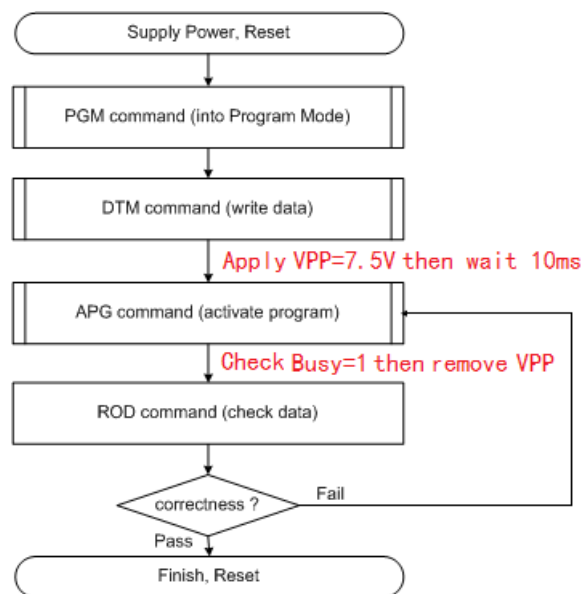 Supply Power, Reset
PGM command (into Program Mode)
DTM command (write data)
Apply VPP=7.5V then wait 10ms
APG command (activate program)
Check Busy=1 then remove VPP
ROD command (check data)
correctness ?
Fail
Pass
Finish, Reset